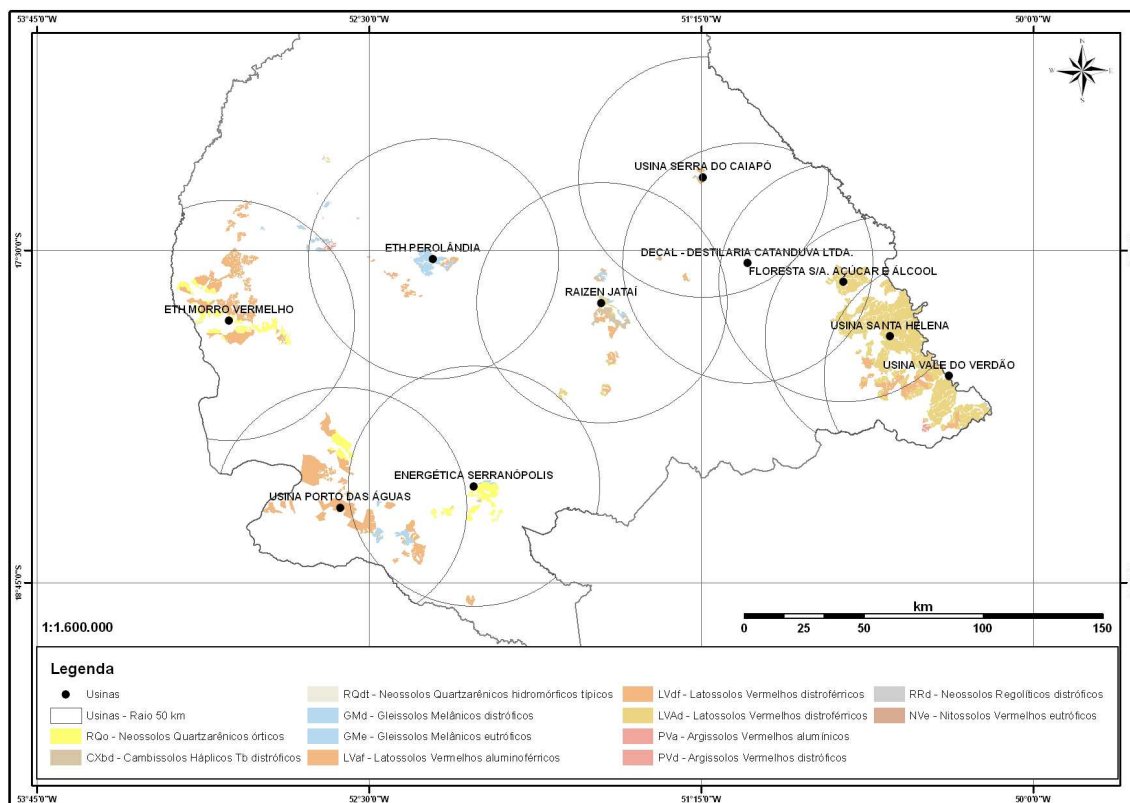 53°45'0"W 52°30'0"W 51°15'0"W 50°0'0"W
N
W E
S
USINA SERRA DO CAIAPÓ
17°30'0"S 17°30'0"S
ETH PEROLÂNDIA
DECAL - DESTILARIA CATANDUVA LTDA.
FLORESTA S/A. AÇÚCAR E ÁLCOOL
RAIZEN JATAÍ
ETH MORRO VERMELHO
USINA SANTA HELENA
USINA VALE DO VERDÃO
ENERGÉTICA SERRANÓPOLIS
USINA PORTO DAS ÁGUAS
18°45'0"S 18°45'0"S
km
0 25 50 100 150
1:1.600.000
Legenda
Usinas
Usinas - Raio 50 km
RQo - Neossolos Quartzarênicos órticos
CXbd - Cambissolos Háplicos Tb distróficos
RQdt - Neossolos Quartzarênicos hidromórficos típicos
GMd - Gleissolos Melânicos distróficos
GMe - Gleissolos Melânicos eutróficos
LVaf - Latossolos Vermelhos aluminoférricos
LVdf - Latossolos Vermelhos distroférricos
LVAd - Latossolos Vermelhos distroférricos
PVa - Argissolos Vermelhos alumínicos
PVd - Argissolos Vermelhos distróficos
RRd - Neossolos Regolíticos distróficos
NVe - Nitossolos Vermelhos eutróficos
53°45'0"W 52°30'0"W 51°15'0"W 50°0'0"W